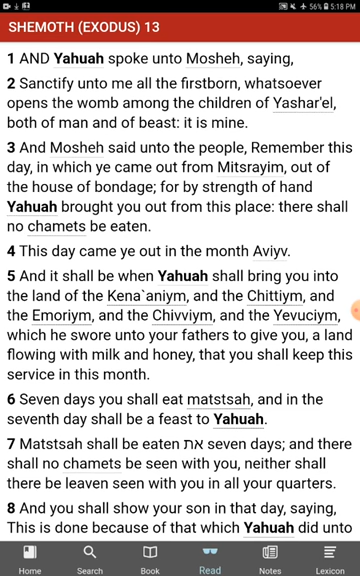 56% 5:18 PM
SHEMOTH (EXODUS) 13
1 AND Yahuah spoke unto Mosheh, saying,
2 Sanctify unto me all the firstborn, whatsoever
opens the womb among the children of Yashar'el,
both of man and of beast: it is mine.
3 And Mosheh said unto the people, Remember this
day, in which ye came out from Mitsrayim, out of
the house of bondage; for by strength of hand
Yahuah brought you out from this place: there shall
no chamets be eaten.
4 This day came ye out in the month Aviyv.
5 And it shall be when Yahuah shall bring you into
the land of the Kena`aniym, and the Chittiym, and
the Emoriym, and the Chivviym, and the Yevuciym,
which he swore unto your fathers to give you, a land
flowing with milk and honey, that you shall keep this
service in this month.
6 Seven days you shall eat matstsah, and in the
seventh day shall be a feast to Yahuah.
7 Matstsah shall be eaten את seven days; and there
shall no chamets be seen with you, neither shall
there be leaven seen with you in all your quarters.
8 And you shall show your son in that day, saying,
This is done because of that which Yahuah did unto
Home Search Book Read Notes Lexicon